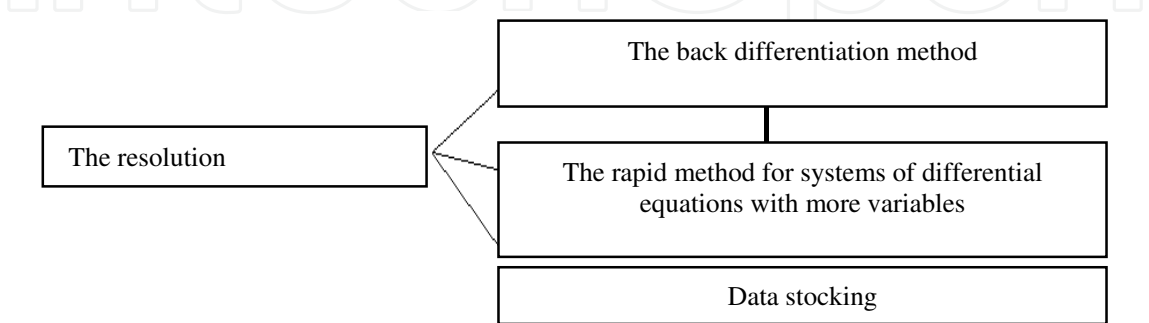 The back differentiation method
The resolution
The rapid method for systems of differential
equations with more variables
Data stocking